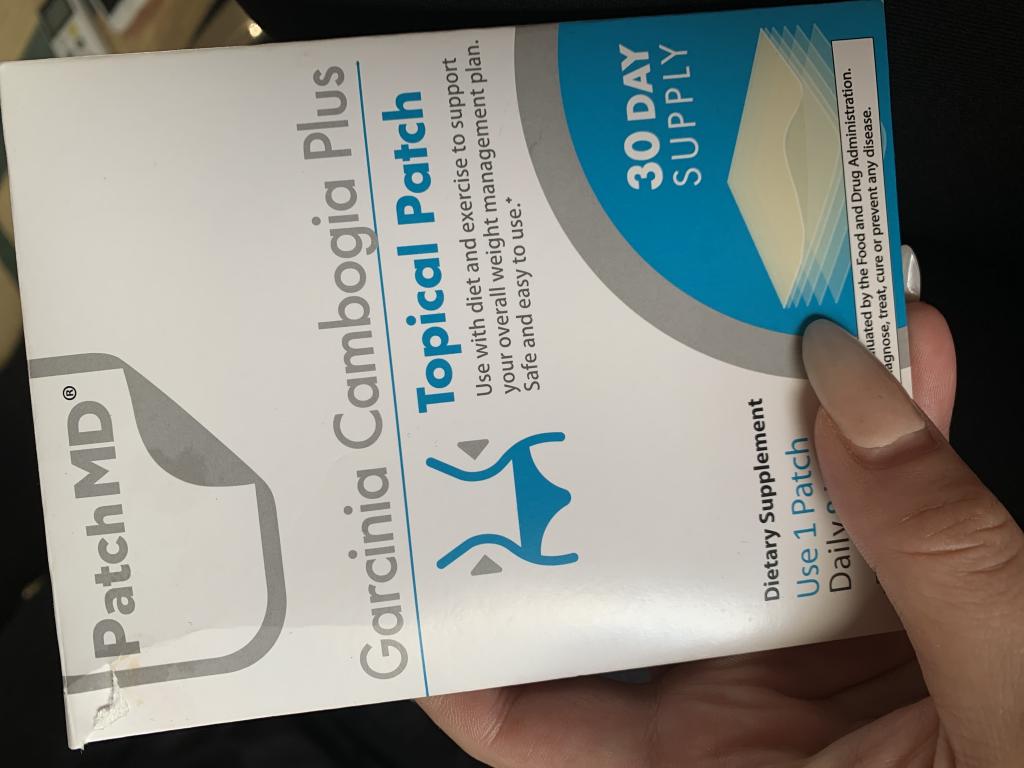 PatchMD®
Garcinia Cambogia Plus
Topical Patch
Use with diet and exercise to support
your overall weight management plan.
Safe and easy to use.*
30 DAY
SUPPLY
Dietary Supplement
Use 1 Patch
Daily
by the Food and Drug Administration.
treat, cure or prevent any disease.